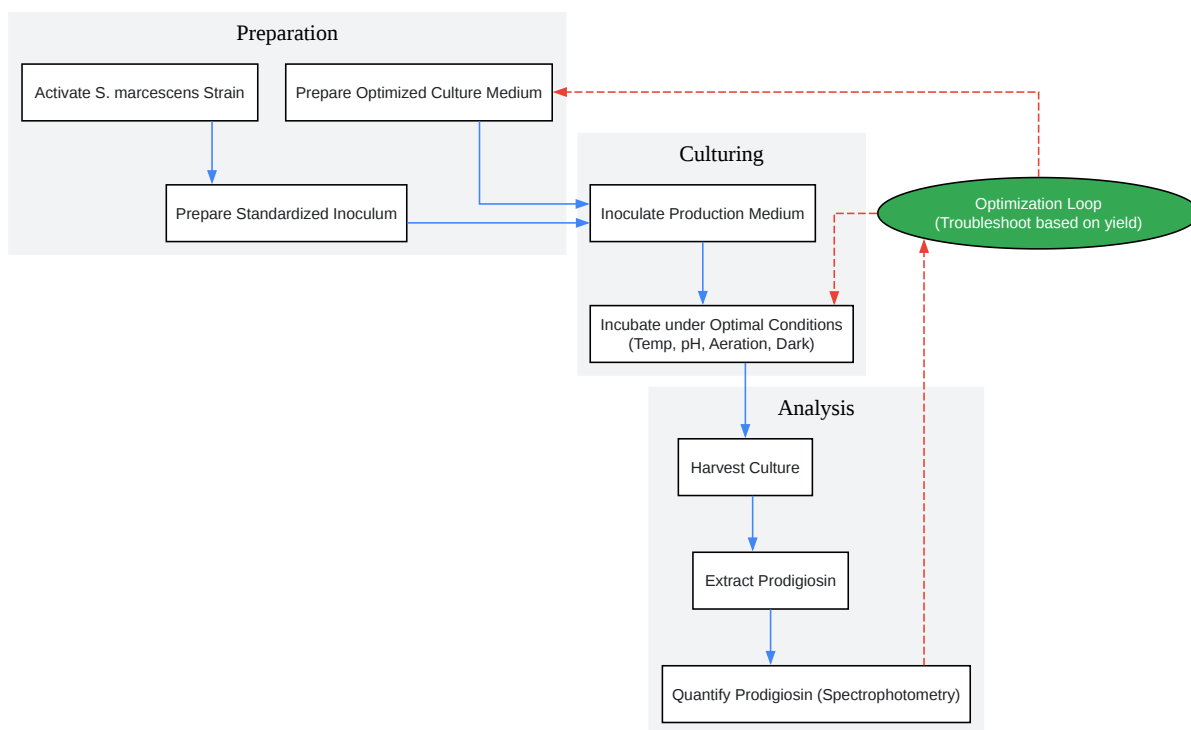 Preparation
Activate S. marcescens Strain
Prepare Optimized Culture Medium
Prepare Standardized Inoculum
Culturing
Inoculate Production Medium
Optimization Loop
(Troubleshoot based on yield)
Incubate under Optimal Conditions
(Temp, pH, Aeration, Dark)
Analysis
Harvest Culture
Extract Prodigiosin
Quantify Prodigiosin (Spectrophotometry)